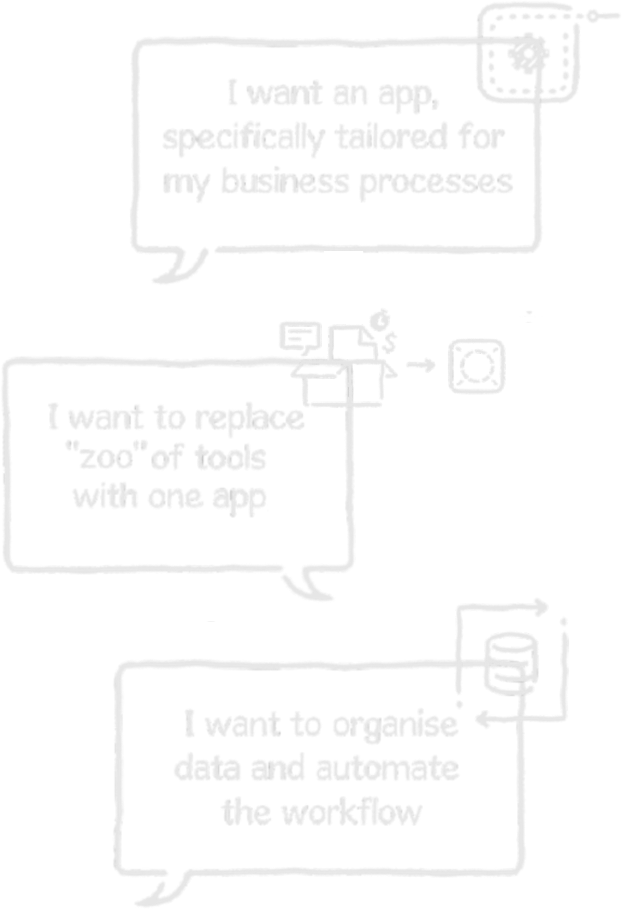 I want an app,
specifically tailored for
my business processes
$
I want to replace
"zoo" of tools
with one app
I want to organise
data and automate
the workflow